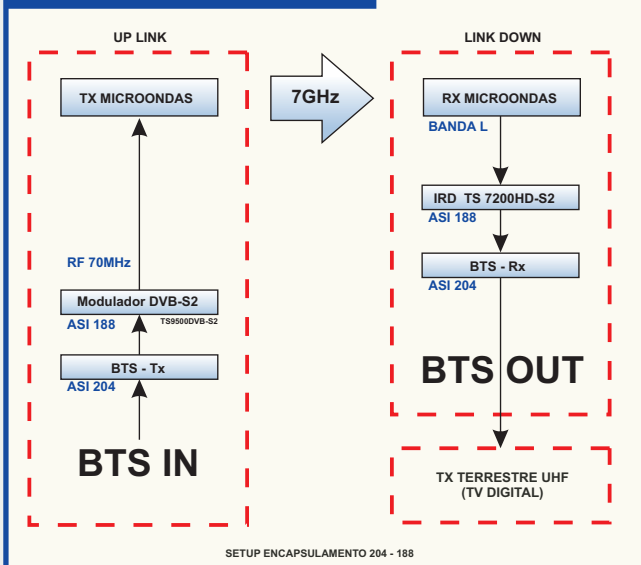 UP LINK
TX MICROONDAS
RF 70MHz
Modulador DVB-S2
ASI 188
TS9500DVB-S2
BTS - Tx
ASI 204
BTS IN
7GHz
LINK DOWN
RX MICROONDAS
BANDA L
IRD TS 7200HD-S2
ASI 188
BTS - Rx
ASI 204
BTS OUT
TX TERRESTRE UHF
(TV DIGITAL)
SETUP ENCAPSULAMENTO 204 - 188